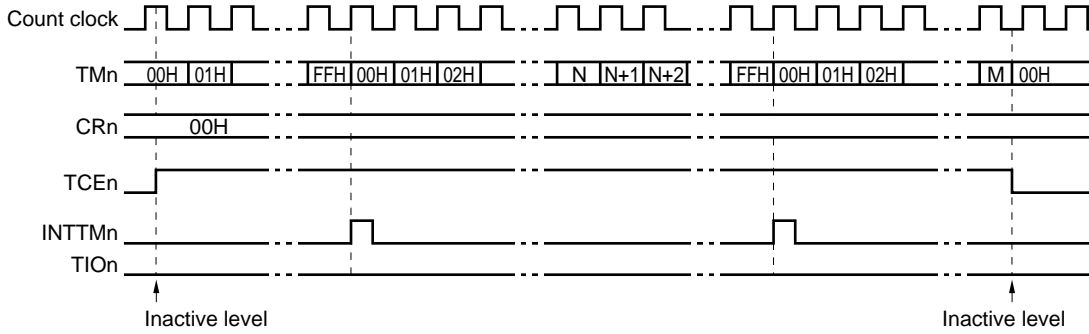 Count clock
TMn 00H 01H FFH 00H 01H 02H N N+1 N+2 FFH 00H 01H 02H M 00H
CRn 00H
TCEn
INTTMn
TIOn
Inactive level Inactive level